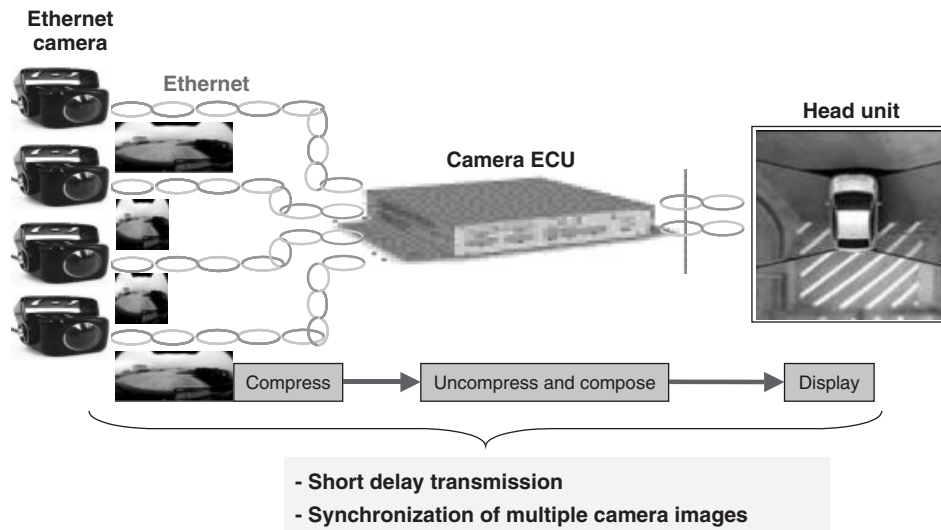 Ethernet
camera
Ethernet
Head unit
Camera ECU
Compress
Uncompress and compose
Display
- Short delay transmission
- Synchronization of multiple camera images